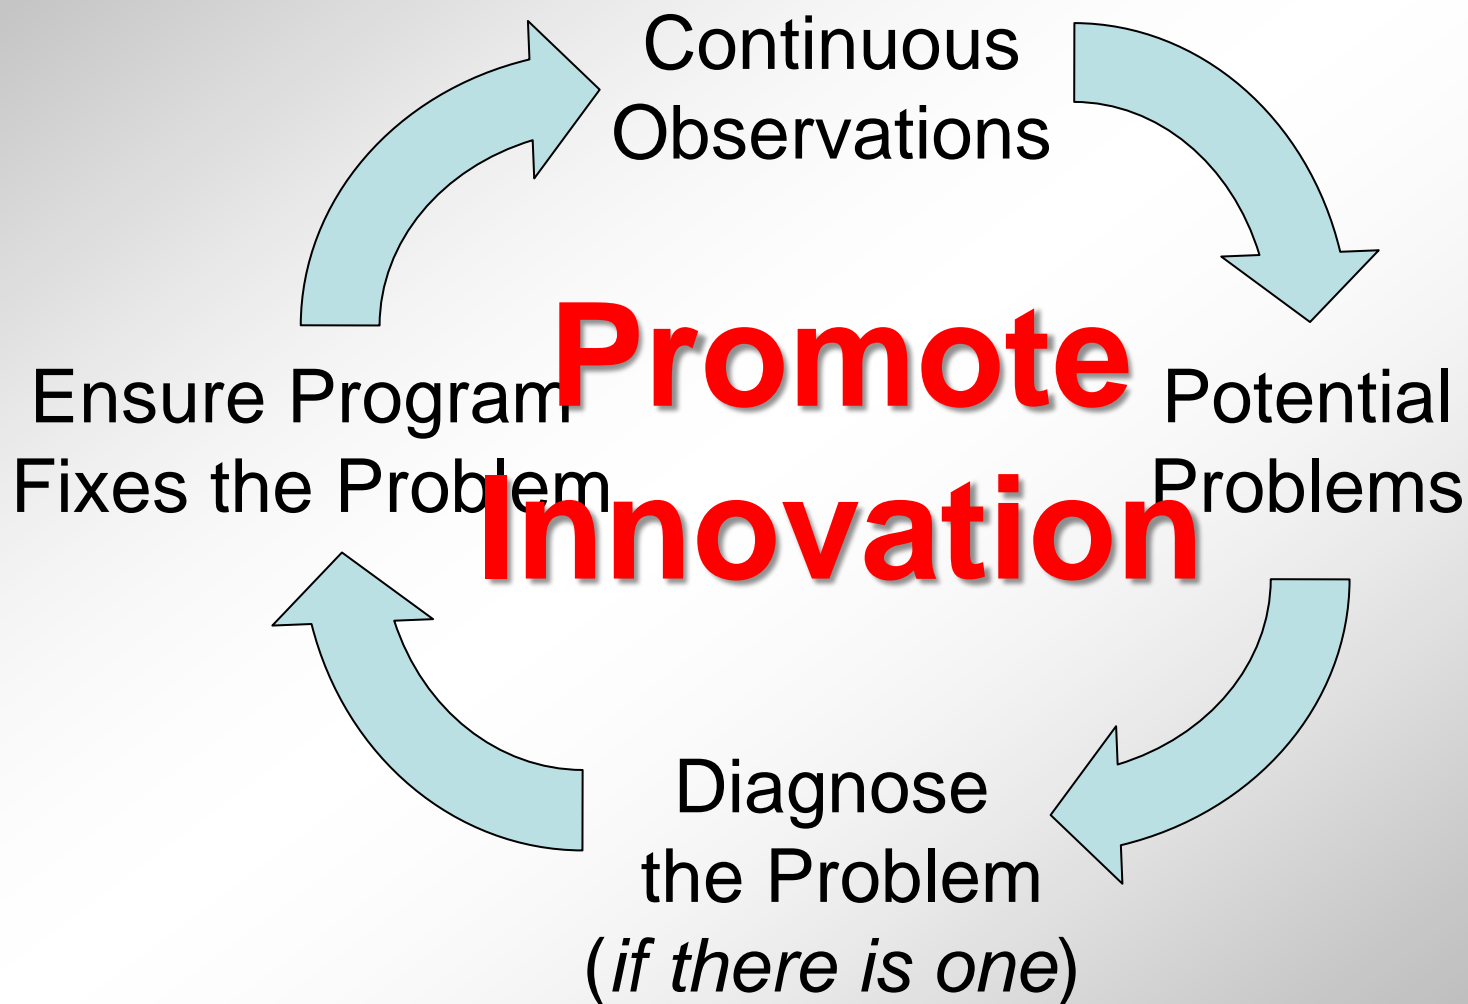 Continuous
Observations
Promote
Innovation
Ensure Program
Fixes the Problem
Potential
Problems
Diagnose
the Problem
(if there is one)